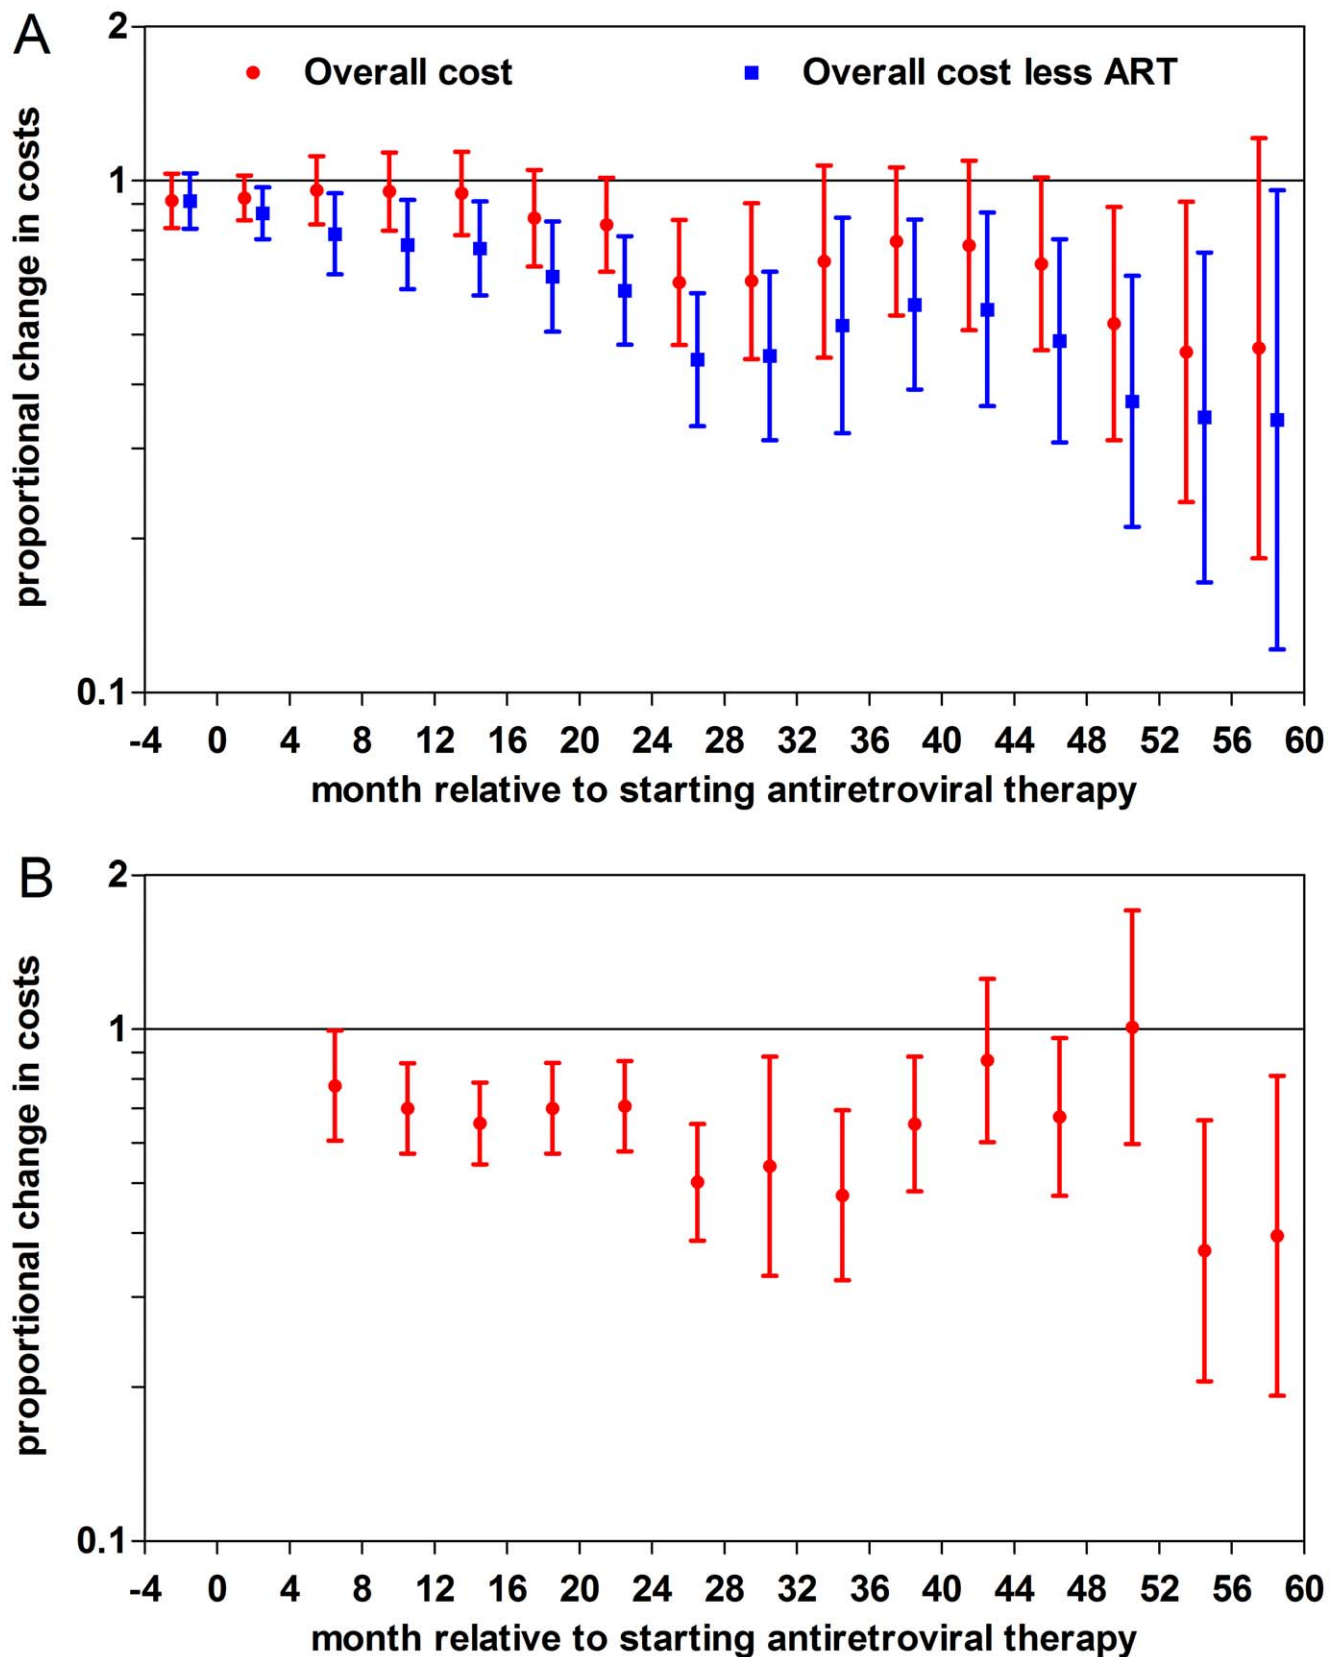 A
2
Overall cost
Overall cost less ART
proportional change in costs
1
0.1
-4 0 4 8 12 16 20 24 28 32 36 40 44 48 52 56 60
month relative to starting antiretroviral therapy
B
2
proportional change in costs
1
0.1
-4 0 4 8 12 16 20 24 28 32 36 40 44 48 52 56 60
month relative to starting antiretroviral therapy